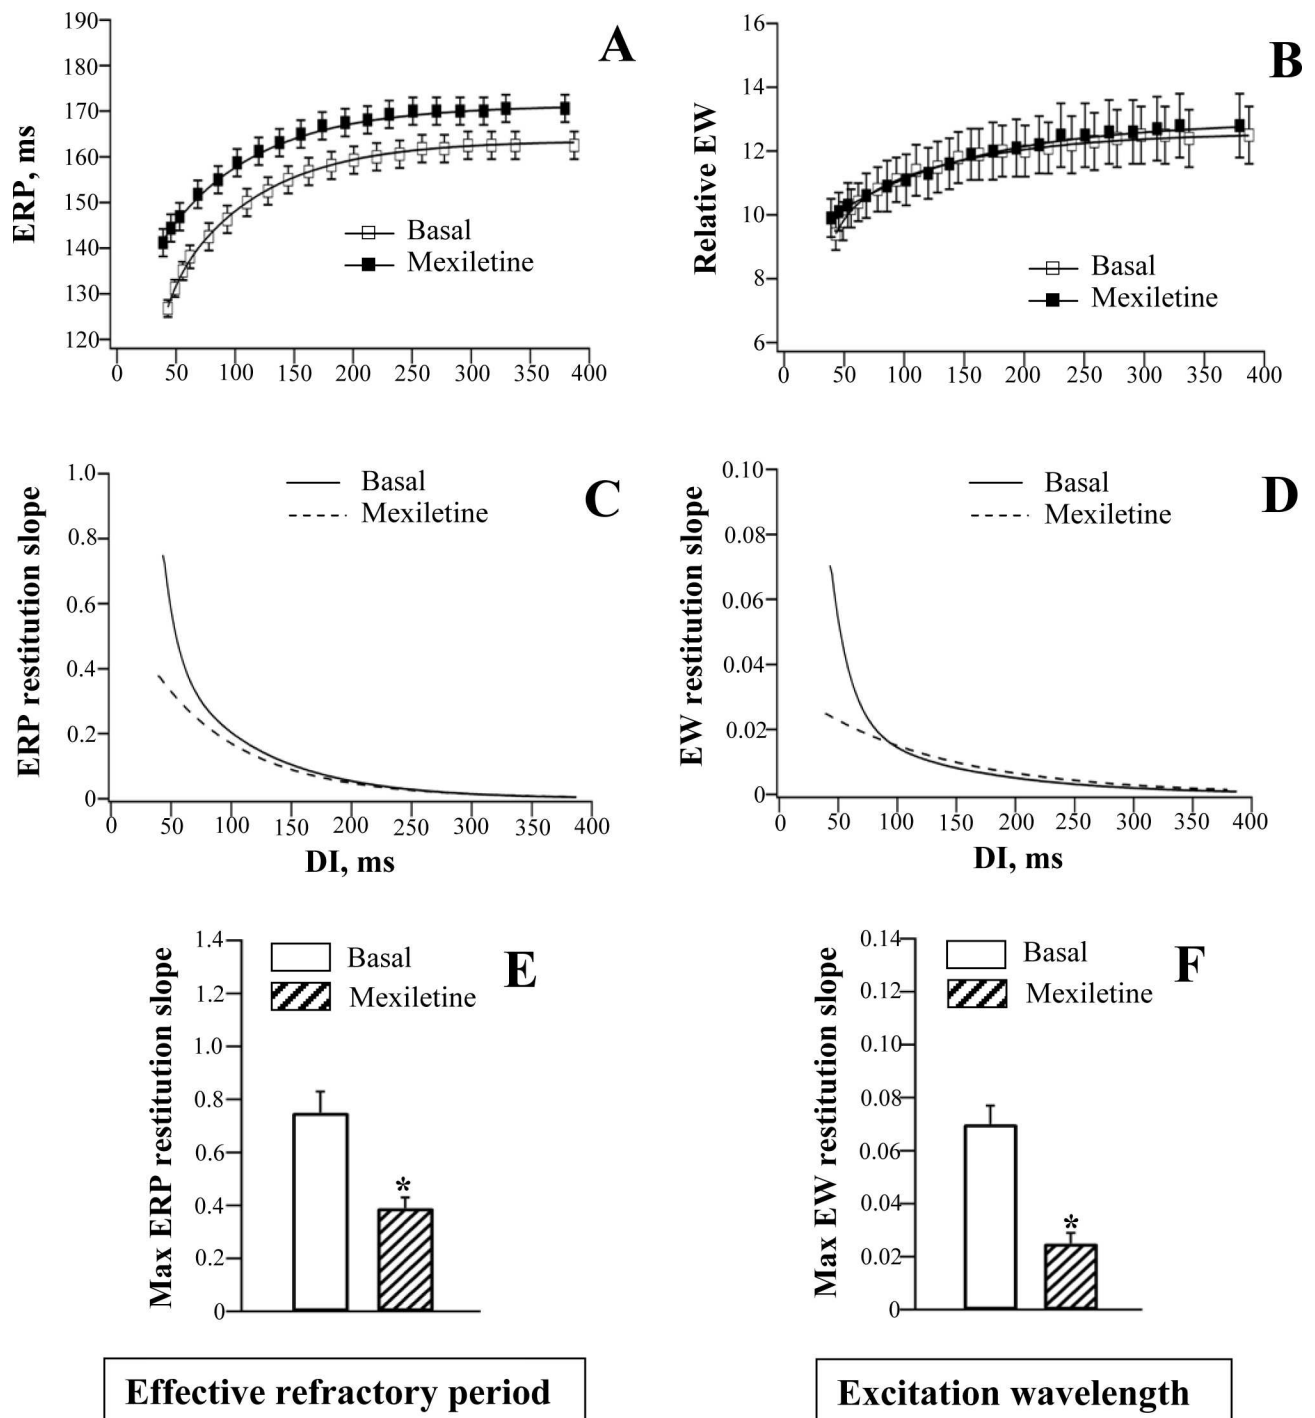 A
ERP, ms
190
180
170
160
150
140
130
120
Basal
Mexiletine
0 50 100 150 200 250 300 350 400
B
Relative EW
16
14
12
10
8
6
Basal
Mexiletine
0 50 100 150 200 250 300 350 400
C
ERP restitution slope
1.0
0.8
0.6
0.4
0.2
0
Basal
Mexiletine
0 50 100 150 200 250 300 350 400
DI, ms
D
EW restitution slope
0.10
0.08
0.06
0.04
0.02
0
Basal
Mexiletine
0 50 100 150 200 250 300 350 400
DI, ms
E
Max ERP restitution slope
1.4
1.2
1.0
0.8
0.6
0.4
0.2
0
Basal
Mexiletine
*
Effective refractory period
F
Max EW restitution slope
0.14
0.12
0.10
0.08
0.06
0.04
0.02
0
Basal
Mexiletine
*
Excitation wavelength